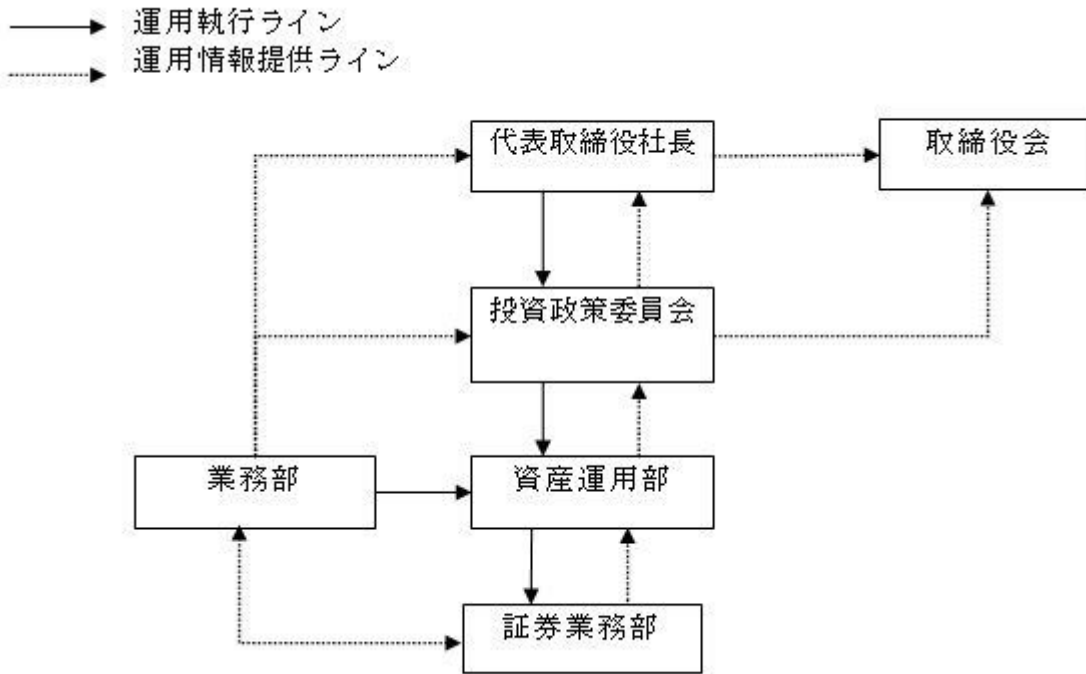 運用執行ライン
運用情報提供ライン
代表取締役社長
取締役会
投資政策委員会
業務部
資産運用部
証券業務部